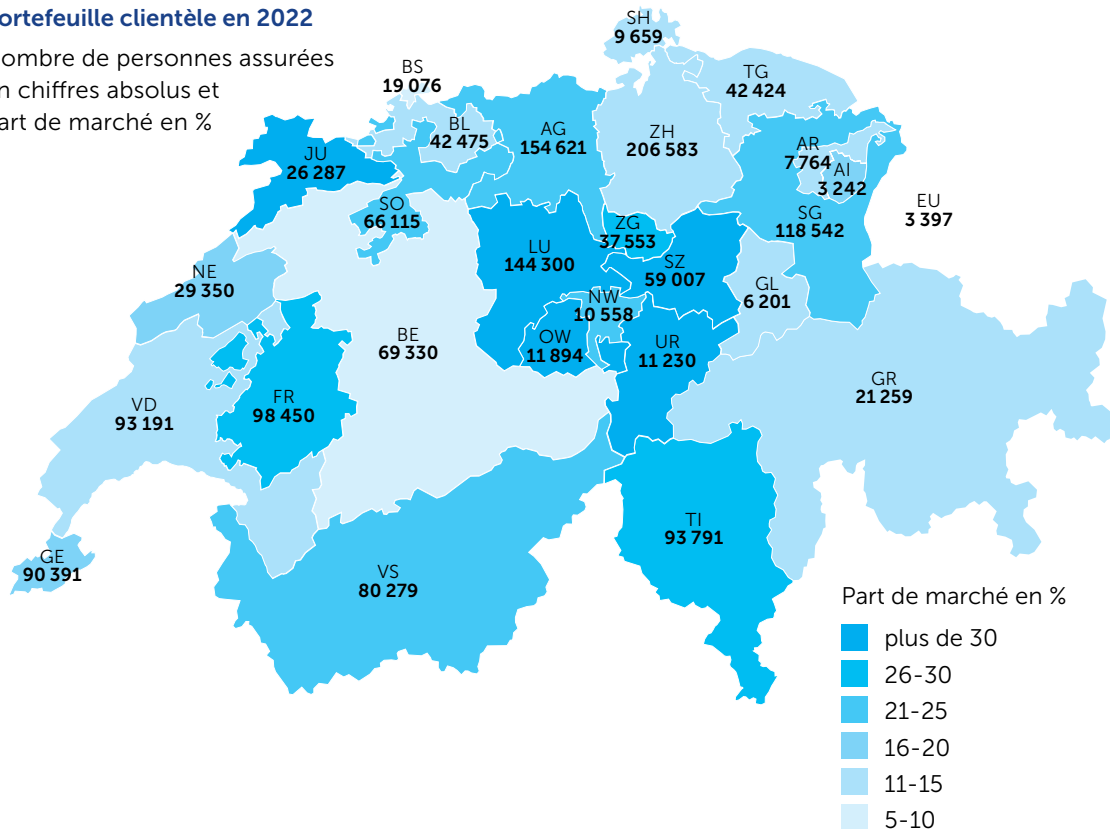 ortefeuille clientèle en 2022
ombre de personnes assurées
n chiffres absolus et
art de marché en %
SH
9 659
BS
19 076
TG
42 424
BL
42 475
AG
154 621
ZH
206 583
AR
7 764
AI
3 242
JU
26 287
EU
3 397
SO
66 115
ZG
37 553
SG
118 542
LU
144 300
SZ
59 007
NE
29 350
GL
6 201
NW
10 558
BE
69 330
OW
11 894
UR
11 230
GR
21 259
VD
93 191
FR
98 450
TI
93 791
GE
90 391
VS
80 279
Part de marché en %
plus de 30
26-30
21-25
16-20
11-15
5-10